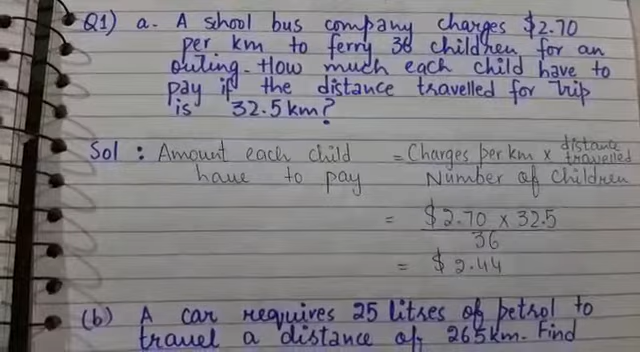 Q1) a. A school bus company charges $2.70
per km to ferry 36 children for an
outing. How much each child have to
pay if the distance travelled for trip
is 32.5km?
Sol : Amount each child have to pay = Charges per km x distance travelled
Number of children
= $2.70 x 32.5
36
= $2.44
(b) A car requires 25 litres of petrol to
travel a distance of 265km. Find